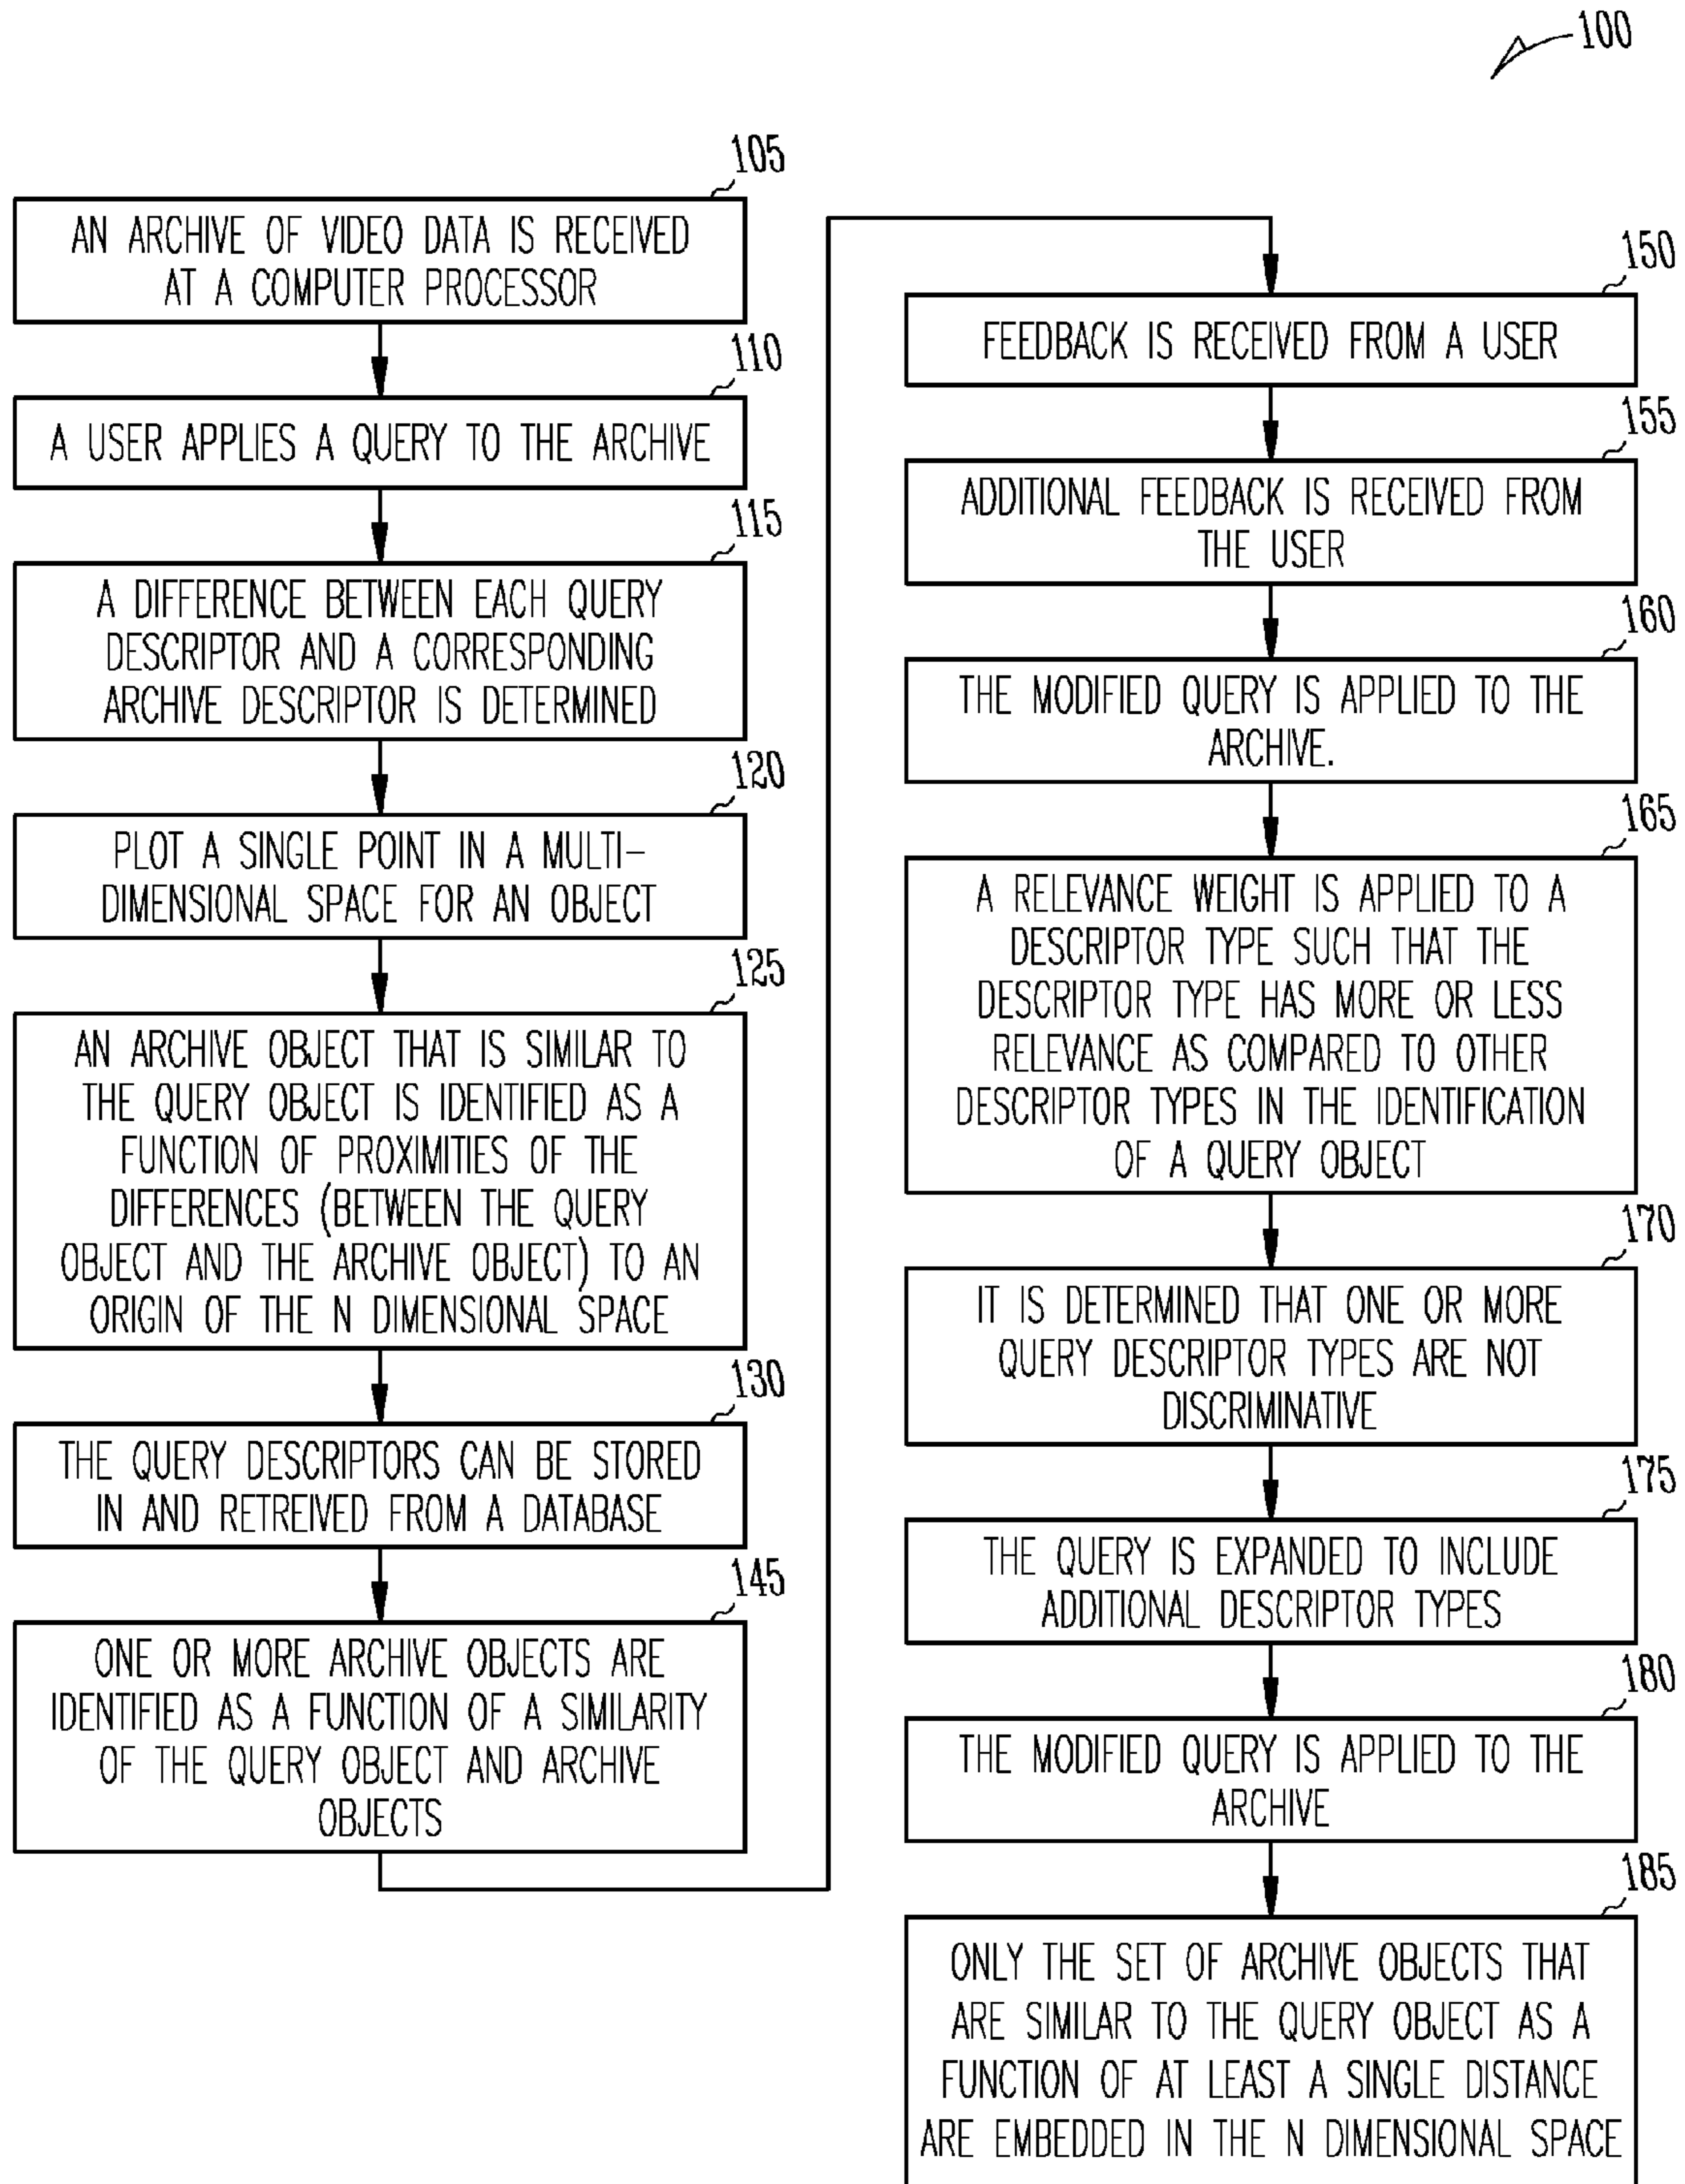 100
105
AN ARCHIVE OF VIDEO DATA IS RECEIVED
AT A COMPUTER PROCESSOR
110
A USER APPLIES A QUERY TO THE ARCHIVE
115
A DIFFERENCE BETWEEN EACH QUERY
DESCRIPTOR AND A CORRESPONDING
ARCHIVE DESCRIPTOR IS DETERMINED
120
PLOT A SINGLE POINT IN A MULTI-
DIMENSIONAL SPACE FOR AN OBJECT
125
AN ARCHIVE OBJECT THAT IS SIMILAR TO
THE QUERY OBJECT IS IDENTIFIED AS A
FUNCTION OF PROXIMITIES OF THE
DIFFERENCES (BETWEEN THE QUERY
OBJECT AND THE ARCHIVE OBJECT) TO AN
ORIGIN OF THE N DIMENSIONAL SPACE
130
THE QUERY DESCRIPTORS CAN BE STORED
IN AND RETREIVED FROM A DATABASE
145
ONE OR MORE ARCHIVE OBJECTS ARE
IDENTIFIED AS A FUNCTION OF A SIMILARITY
OF THE QUERY OBJECT AND ARCHIVE
OBJECTS
150
FEEDBACK IS RECEIVED FROM A USER
155
ADDITIONAL FEEDBACK IS RECEIVED FROM
THE USER
160
THE MODIFIED QUERY IS APPLIED TO THE
ARCHIVE.
165
A RELEVANCE WEIGHT IS APPLIED TO A
DESCRIPTOR TYPE SUCH THAT THE
DESCRIPTOR TYPE HAS MORE OR LESS
RELEVANCE AS COMPARED TO OTHER
DESCRIPTOR TYPES IN THE IDENTIFICATION
OF A QUERY OBJECT
170
IT IS DETERMINED THAT ONE OR MORE
QUERY DESCRIPTOR TYPES ARE NOT
DISCRIMINATIVE
175
THE QUERY IS EXPANDED TO INCLUDE
ADDITIONAL DESCRIPTOR TYPES
180
THE MODIFIED QUERY IS APPLIED TO THE
ARCHIVE
185
ONLY THE SET OF ARCHIVE OBJECTS THAT
ARE SIMILAR TO THE QUERY OBJECT AS A
FUNCTION OF AT LEAST A SINGLE DISTANCE
ARE EMBEDDED IN THE N DIMENSIONAL SPACE